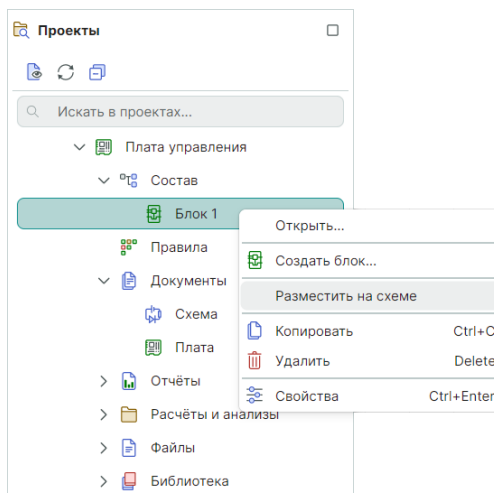 Проекты
Искать в проектах...
Плата управления
Состав
Блок 1
Открыть...
Правила
Создать блок...
Документы
Разместить на схеме
Схема
Копировать Ctrl+C
Плата
Удалить Delete
Отчёты
Свойства Ctrl+Enter
Расчёты и анализы
Файлы
Библиотека